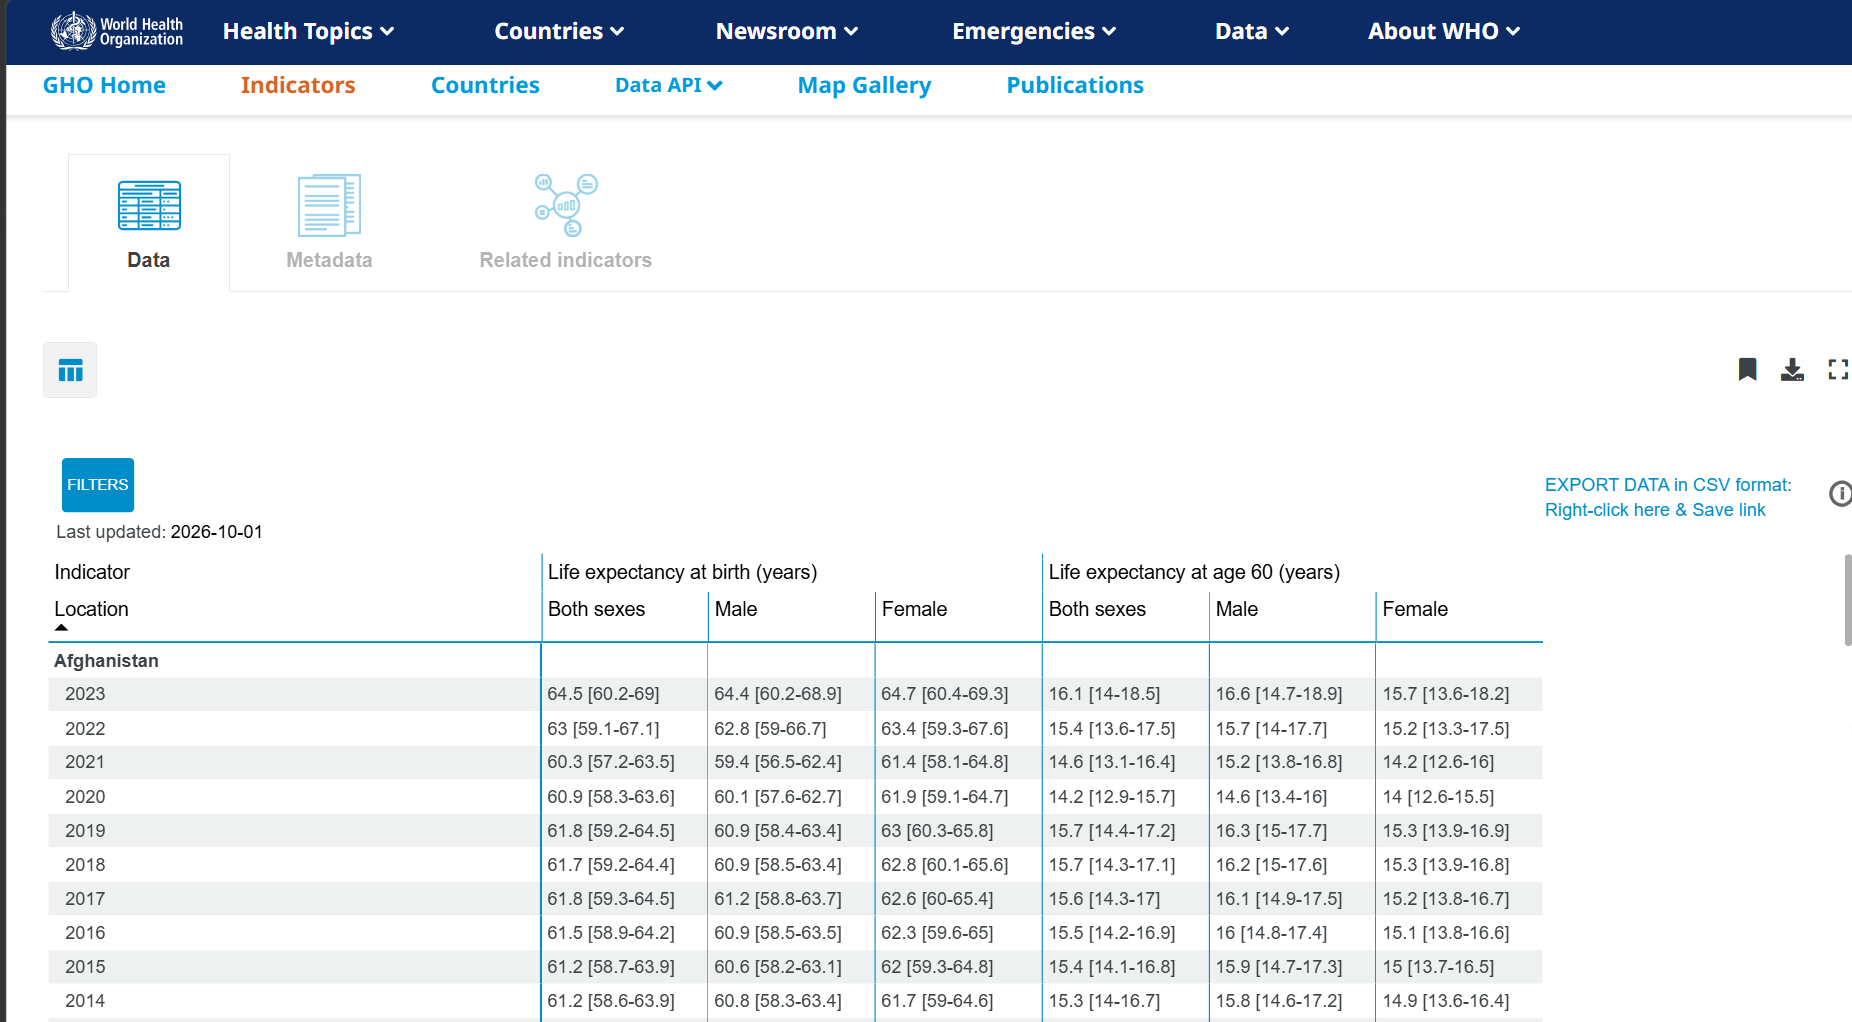 World Health Organization
Health Topics Countries Newsroom Emergencies Data About WHO
GHO Home Indicators Countries Data API Map Gallery Publications
Data Metadata Related indicators
FILTERS
EXPORT DATA in CSV format:
Right-click here & Save link
Last updated: 2026-10-01
Indicator Life expectancy at birth (years) Life expectancy at age 60 (years)
Location Both sexes Male Female Both sexes Male Female
Afghanistan
2023 64.5 [60.2-69] 64.4 [60.2-68.9] 64.7 [60.4-69.3] 16.1 [14-18.5] 16.6 [14.7-18.9] 15.7 [13.6-18.2]
2022 63 [59.1-67.1] 62.8 [59-66.7] 63.4 [59.3-67.6] 15.4 [13.6-17.5] 15.7 [14-17.7] 15.2 [13.3-17.5]
2021 60.3 [57.2-63.5] 59.4 [56.5-62.4] 61.4 [58.1-64.8] 14.6 [13.1-16.4] 15.2 [13.8-16.8] 14.2 [12.6-16]
2020 60.9 [58.3-63.6] 60.1 [57.6-62.7] 61.9 [59.1-64.7] 14.2 [12.9-15.7] 14.6 [13.4-16] 14 [12.6-15.5]
2019 61.8 [59.2-64.5] 60.9 [58.4-63.4] 63 [60.3-65.8] 15.7 [14.4-17.2] 16.3 [15-17.7] 15.3 [13.9-16.9]
2018 61.7 [59.2-64.4] 60.9 [58.5-63.4] 62.8 [60.1-65.6] 15.7 [14.3-17.1] 16.2 [15-17.6] 15.3 [13.9-16.8]
2017 61.8 [59.3-64.5] 61.2 [58.8-63.7] 62.6 [60-65.4] 15.6 [14.3-17] 16.1 [14.9-17.5] 15.2 [13.8-16.7]
2016 61.5 [58.9-64.2] 60.9 [58.5-63.5] 62.3 [59.6-65] 15.5 [14.2-16.9] 16 [14.8-17.4] 15.1 [13.8-16.6]
2015 61.2 [58.7-63.9] 60.6 [58.2-63.1] 62 [59.3-64.8] 15.4 [14.1-16.8] 15.9 [14.7-17.3] 15 [13.7-16.5]
2014 61.2 [58.6-63.9] 60.8 [58.3-63.4] 61.7 [59-64.6] 15.3 [14-16.7] 15.8 [14.6-17.2] 14.9 [13.6-16.4]